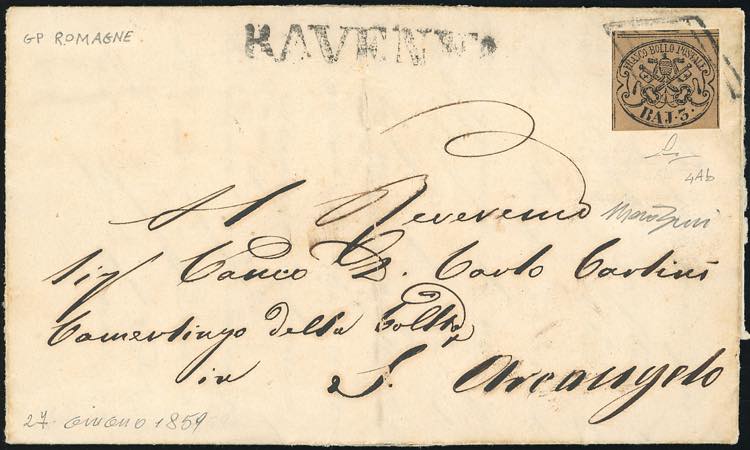 GP ROMAGNE
RAVENNA
FRANCO BOLLO POSTALE
BAJ. 3.
4Ab
Al Reverendo
Sig Canco D. Carlo Cartini
Camerlingo della
in S. Arcangelo
27 GIUGNO 1859